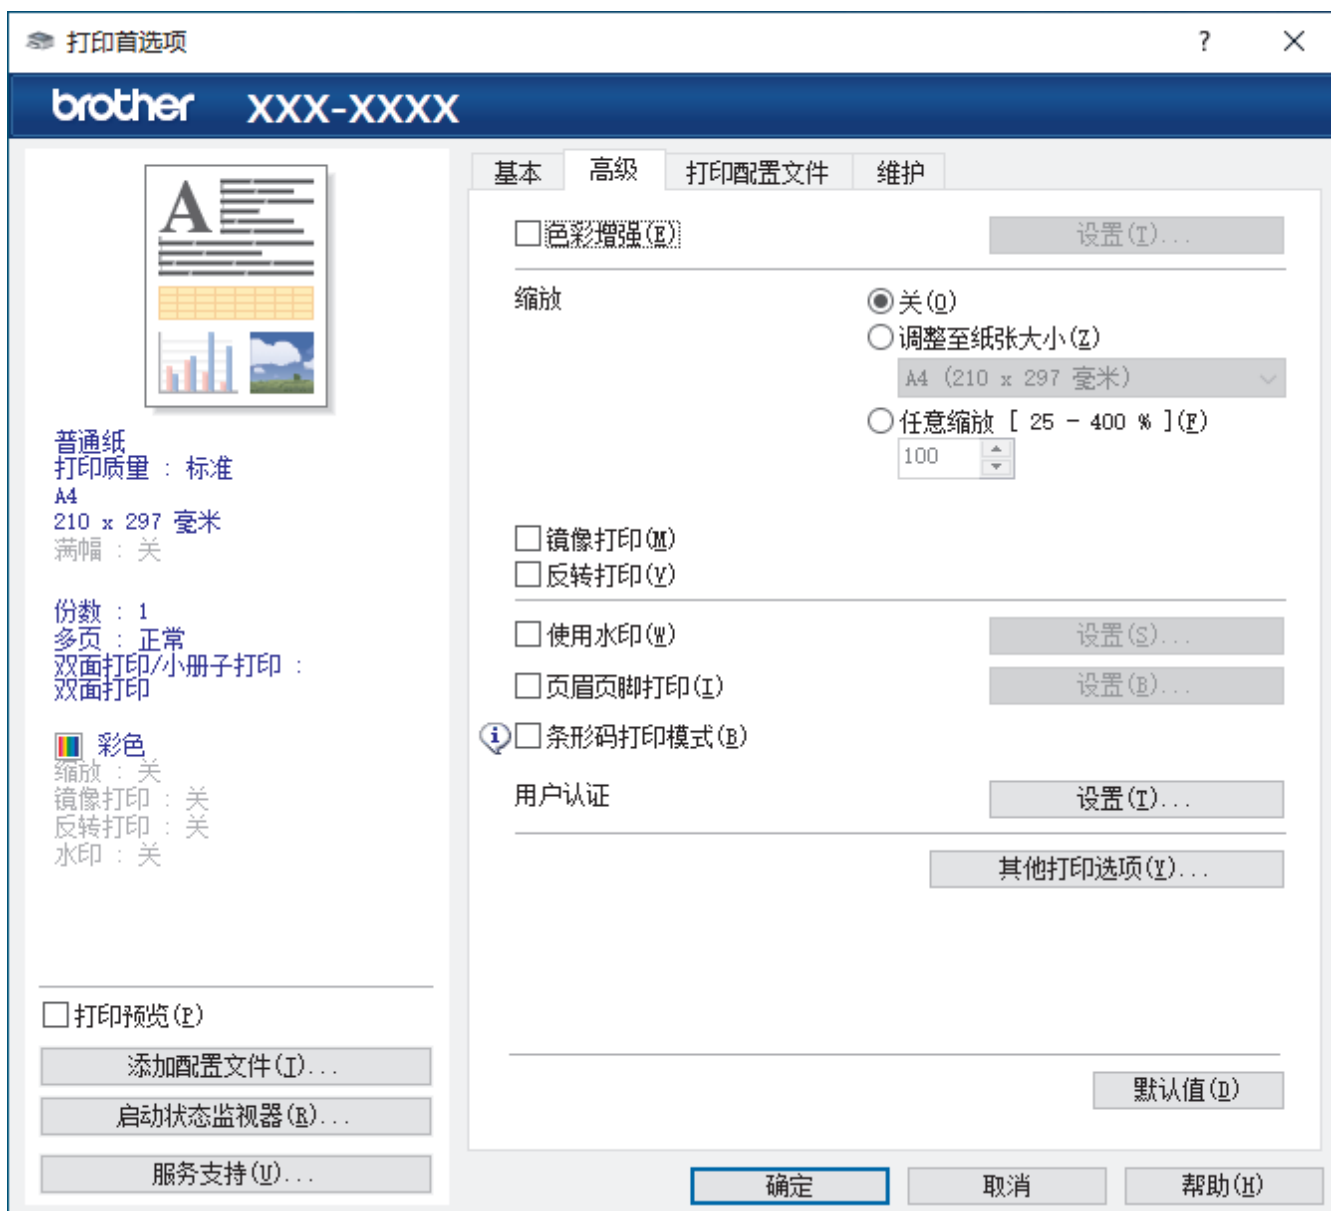 打印首选项
?
brother XXX-XXXX
A
普通纸
打印质量 : 标准
A4
210 x 297 毫米
满幅 : 关
份数 : 1
多页 : 正常
双面打印/小册子打印 :
双面打印
彩色
缩放 : 关
镜像打印 : 关
反转打印 : 关
水印 : 关
打印预览(P)
添加配置文件(I)...
启动状态监视器(R)...
服务支持(U)...
基本 高级 打印配置文件 维护
色彩增强(E) 设置(T)...
缩放 关(O)
调整至纸张大小(Z)
A4 (210 x 297 毫米)
任意缩放 [ 25 - 400 % ](F)
100
镜像打印(M)
反转打印(V)
使用水印(W) 设置(S)...
页眉页脚打印(I) 设置(B)...
条形码打印模式(B)
用户认证 设置(T)...
其他打印选项(Y)...
默认值(D)
确定 取消 帮助(H)